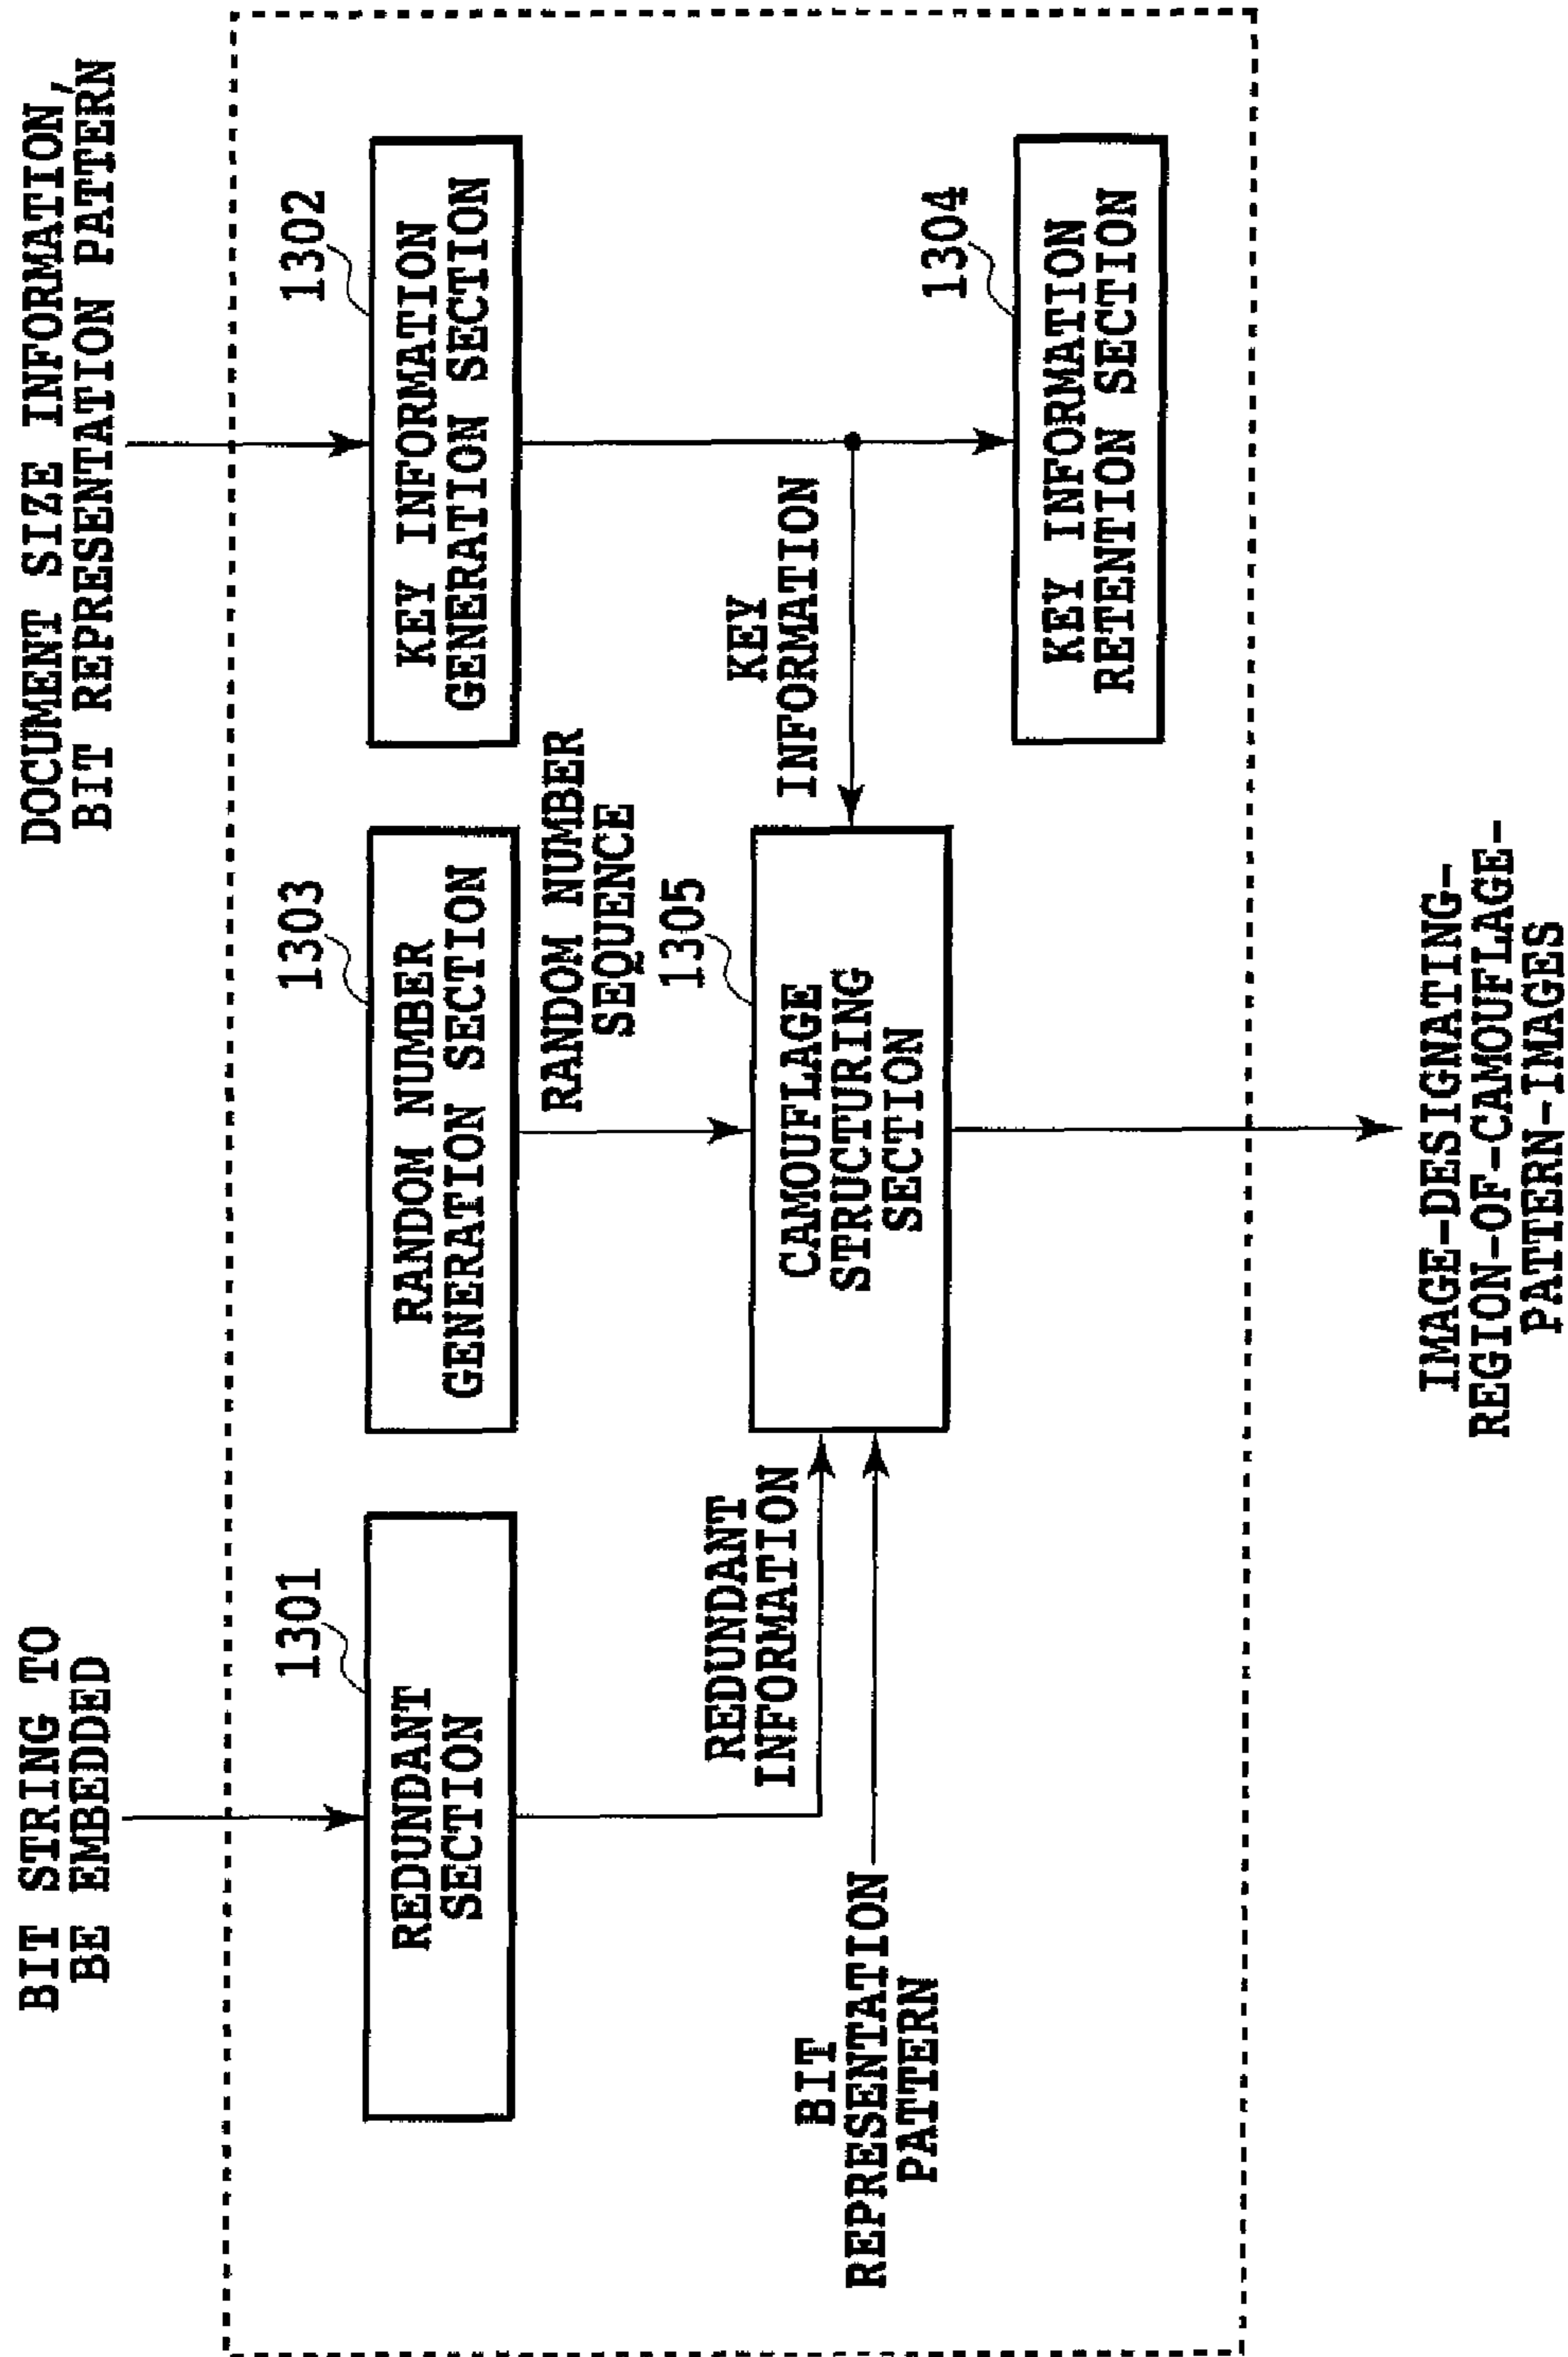 BIT STRING TO
BE EMBEDDED
DOCUMENT SIZE INFORMATION,
BIT REPRESENTATION PATTERN
1301
REDUNDANT
SECTION
1303
RANDOM NUMBER
GENERATION SECTION
1302
KEY INFORMATION
GENERATION SECTION
RANDOM NUMBER
SEQUENCE
REDUNDANT
INFORMATION
1305
CAMOUFLAGE
STRUCTURING
SECTION
KEY
INFORMATION
BIT
REPRESENTATION
PATTERN
1304
KEY INFORMATION
RETENTION SECTION
IMAGE-DESIGNATING-
REGION-OF-CAMOUFLAGE-
PATTERN-IMAGES